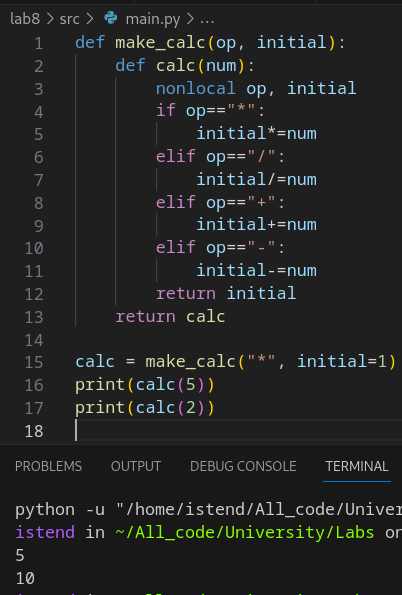 lab8 > src > main.py > ...
1 def make_calc(op, initial):
2     def calc(num):
3         nonlocal op, initial
4         if op=="*":
5             initial*=num
6         elif op=="/":
7             initial/=num
8         elif op=="+":
9             initial+=num
10         elif op=="-":
11             initial-=num
12         return initial
13     return calc
14
15 calc = make_calc("*", initial=1)
16 print(calc(5))
17 print(calc(2))
18
PROBLEMS OUTPUT DEBUG CONSOLE TERMINAL
python -u "/home/istend/All_code/Univer
istend in ~/All_code/University/Labs on
5
10